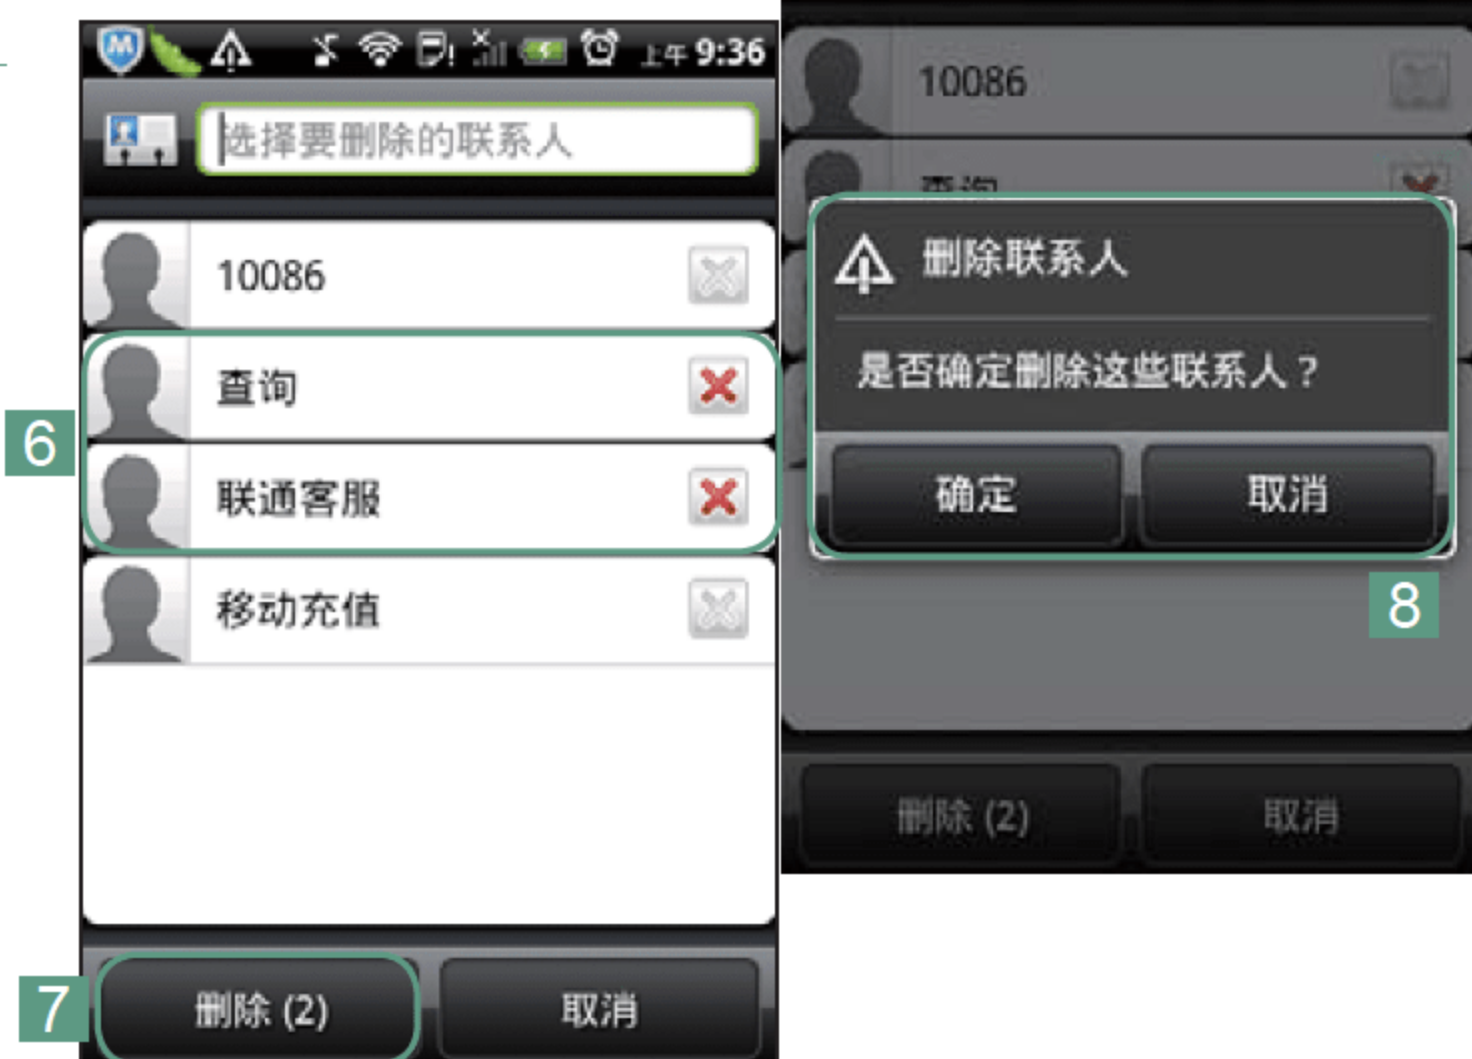 上午 9:36
选择要删除的联系人
10086
查询
联通客服
移动充值
删除 (2)
取消
6
7
10086
查询
删除联系人
是否确定删除这些联系人？
确定
取消
8
删除 (2)
取消